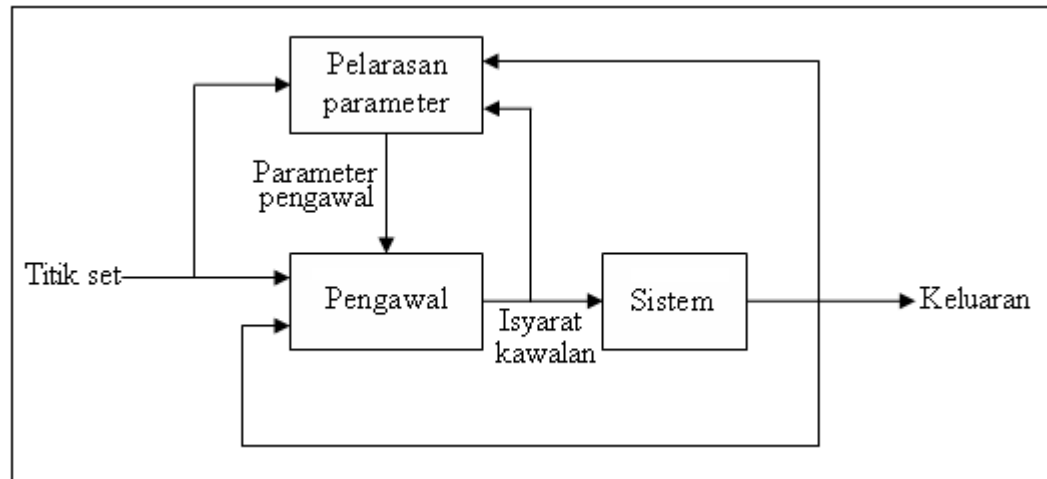 Pelarasan
parameter
Parameter
pengawal
Titik set
Pengawal
Isyarat
kawalan
Sistem
Keluaran